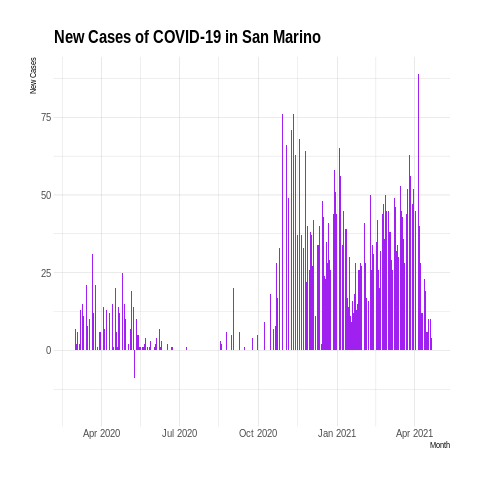 New Cases of COVID-19 in San Marino
New Cases
75
50
25
0
Apr 2020 Jul 2020 Oct 2020 Jan 2021 Apr 2021
Month